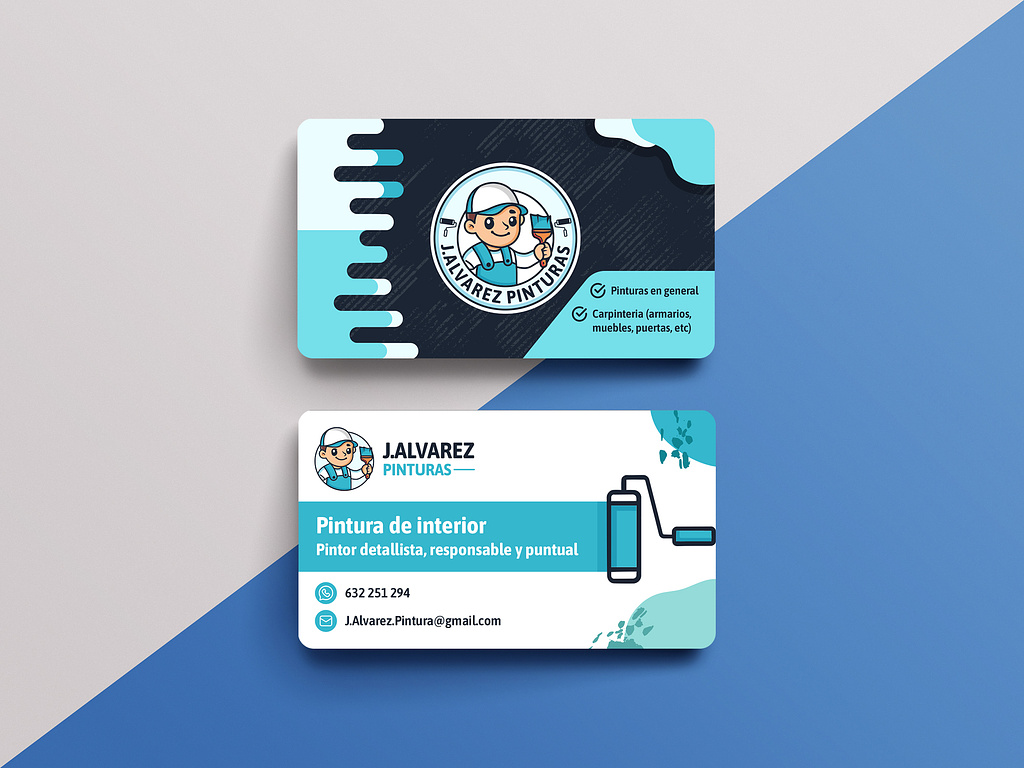 J.ALVAREZ PINTURAS
Pinturas en general
Carpinteria (armarios,
muebles, puertas, etc)
J.ALVAREZ
PINTURAS
Pintura de interior
Pintor detallista, responsable y puntual
632 251 294
J.Alvarez.Pintura@gmail.com